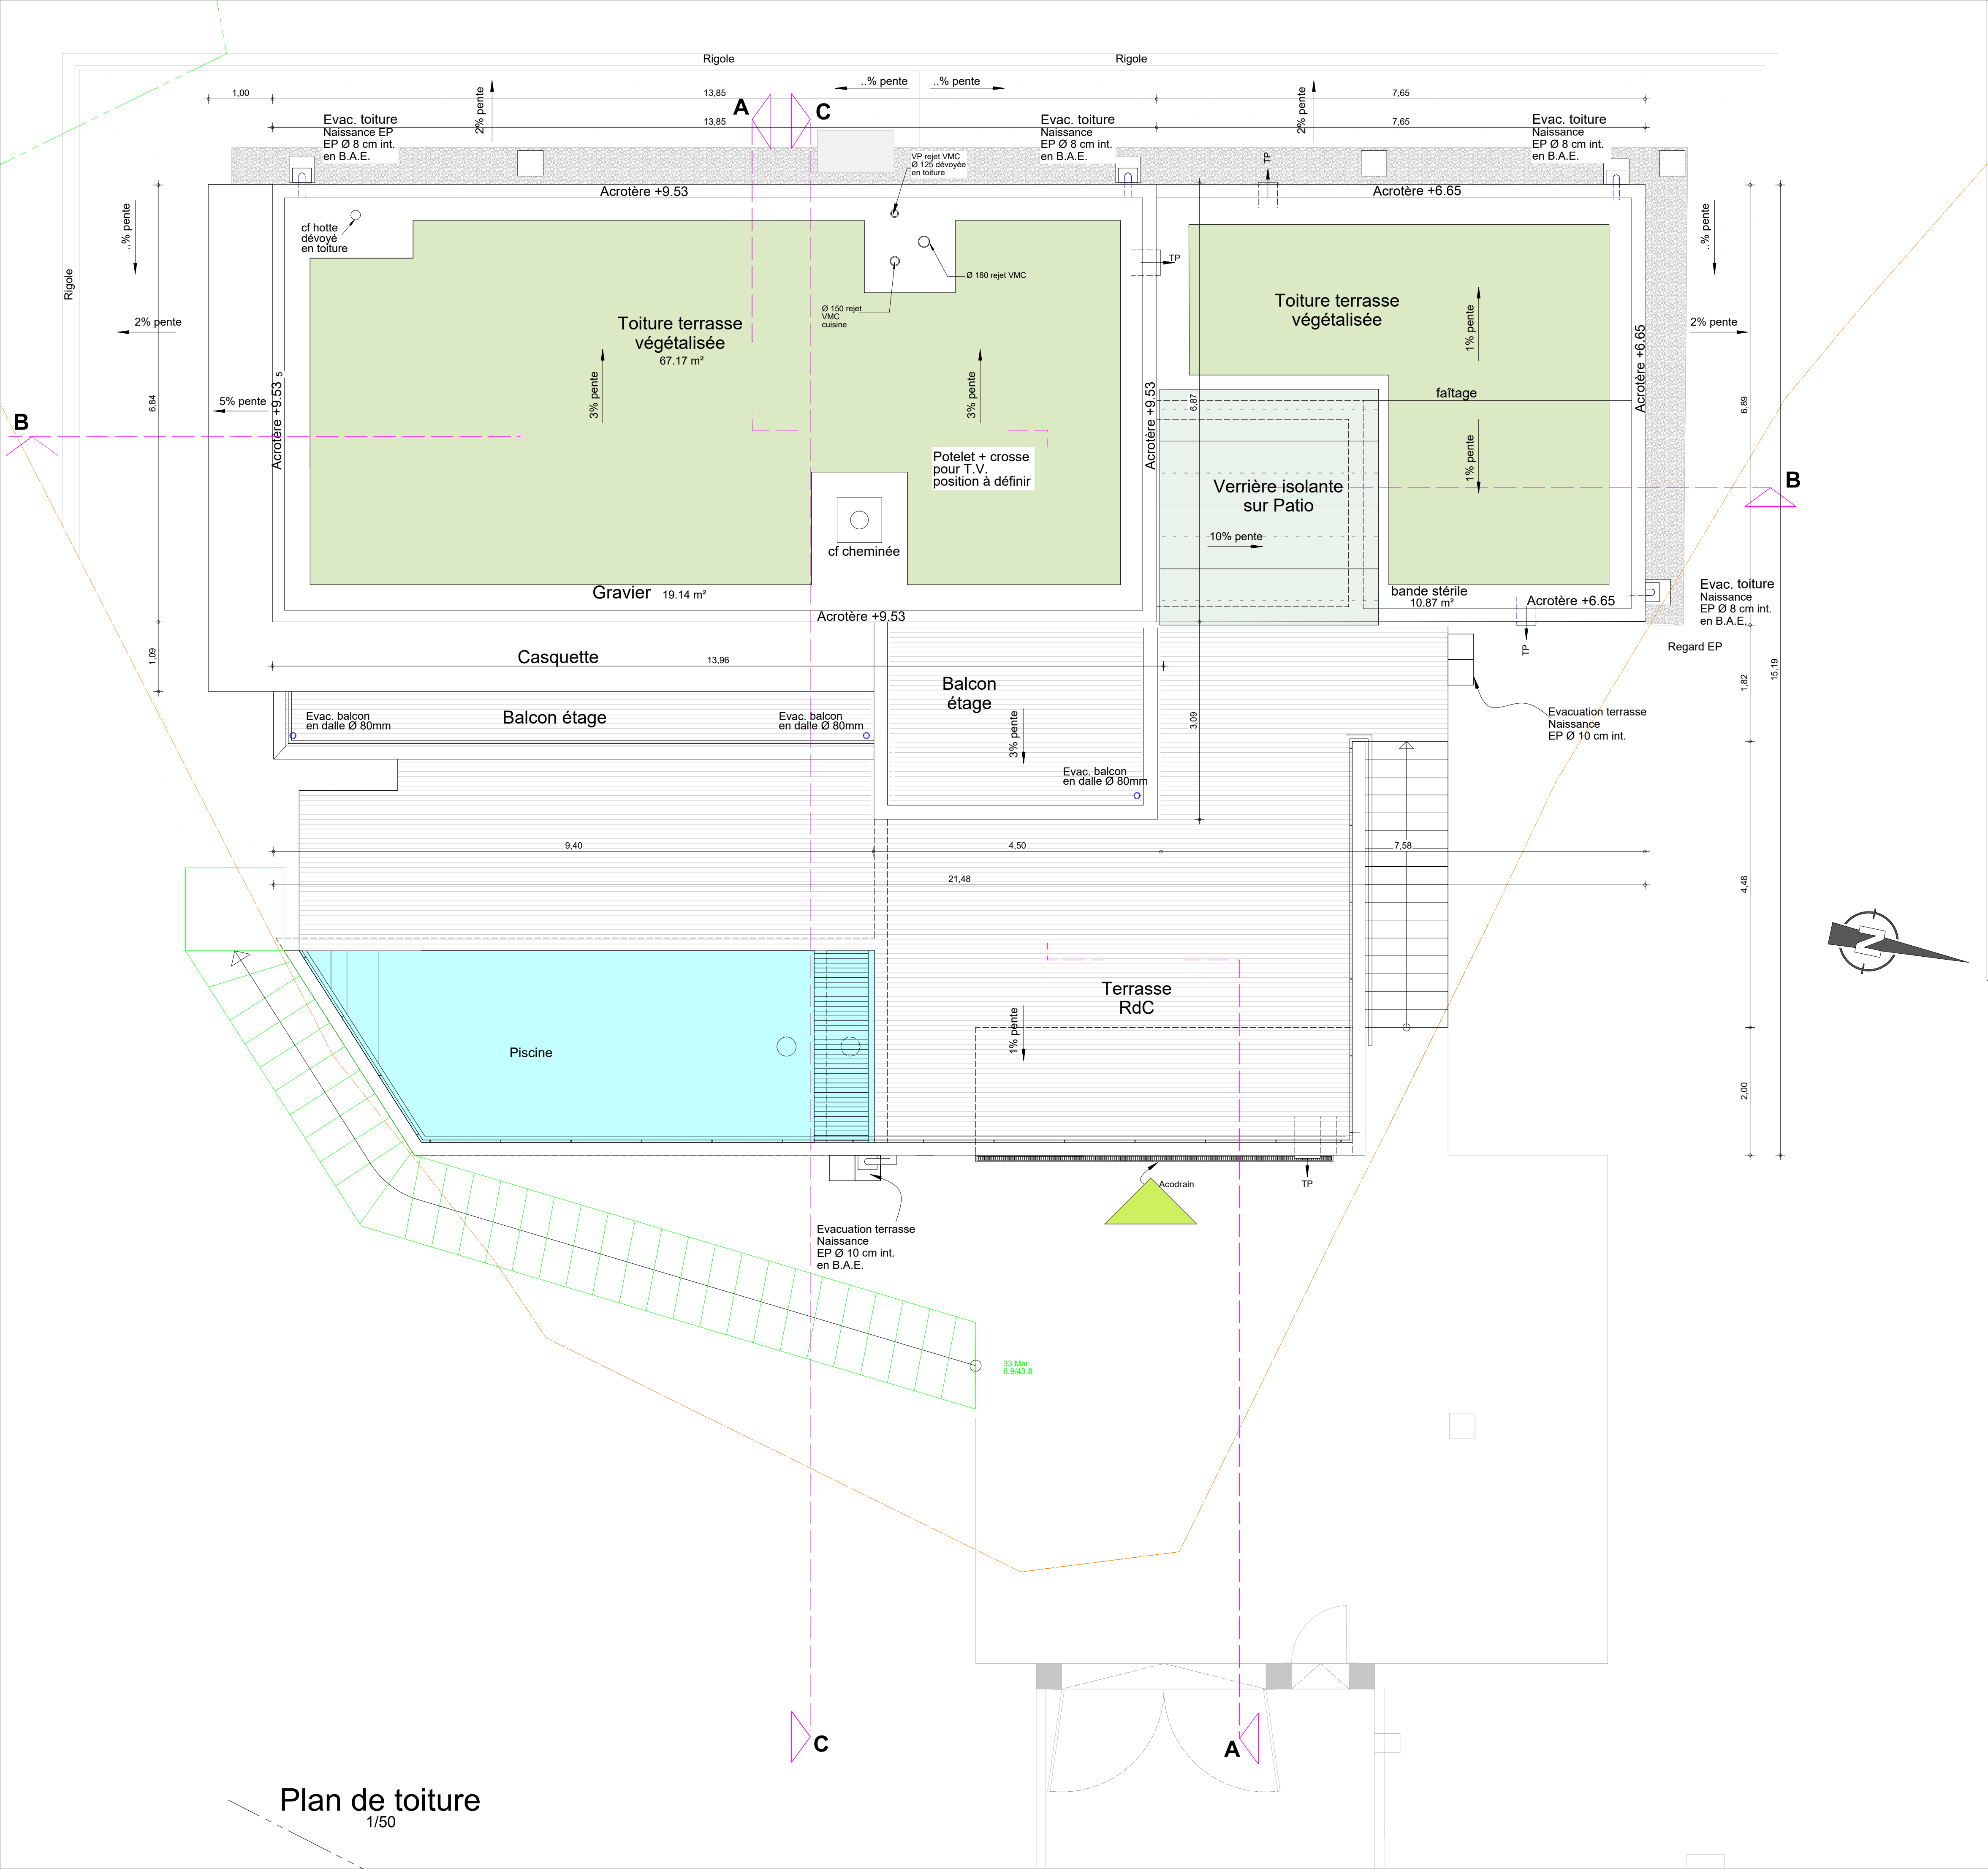 Rigole
Rigole
..% pente
..% pente
1,00
13,85
7,65
A
C
13,85
7,65
2% pente
2% pente
Evac. toiture
Naissance EP
EP Ø 8 cm int.
en B.A.E.
Evac. toiture
Naissance
EP Ø 8 cm int.
en B.A.E.
Evac. toiture
Naissance
EP Ø 8 cm int.
en B.A.E.
VP rejet VMC
Ø 125 dévoyée
en toiture
TP
Acrotère +9.53
Acrotère +6.65
..% pente
..% pente
cf hotte
dévoyé
en toiture
Rigole
TP
Ø 180 rejet VMC
Ø 150 rejet
VMC
cuisine
2% pente
2% pente
Toiture terrasse
végétalisée
67.17 m²
Toiture terrasse
végétalisée
1% pente
Acrotère +6.65
3% pente
3% pente
faîtage
6,84
5% pente
Acrotère +9.53
5
Acrotère +9.53
6,87
6,89
B
Potelet + crosse
pour T.V.
position à définir
1% pente
Verrière isolante
sur Patio
B
10% pente
cf cheminée
Gravier
19.14 m²
bande stérile
10.87 m²
Acrotère +6.65
Evac. toiture
Naissance
EP Ø 8 cm int.
en B.A.E.
Acrotère +9.53
TP
Regard EP
1,09
Casquette
13,96
1,82
15,19
Balcon
étage
Evac. balcon
en dalle Ø 80mm
Balcon étage
Evac. balcon
en dalle Ø 80mm
3% pente
3,09
Evacuation terrasse
Naissance
EP Ø 10 cm int.
Evac. balcon
en dalle Ø 80mm
9,40
4,50
7,58
21,48
4,48
N
Terrasse
RdC
1% pente
Piscine
2,00
Acodrain
TP
Evacuation terrasse
Naissance
EP Ø 10 cm int.
en B.A.E.
33 Mar
8.9/43.8
C
A
Plan de toiture
1/50